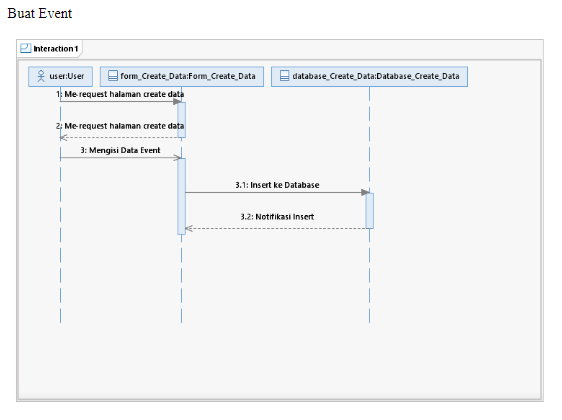 Buat Event
Interaction1
user:User
form_Create_Data:Form_Create_Data
database_Create_Data:Database_Create_Data
1: Me-request halaman create data
2: Me-request halaman create data
3: Mengisi Data Event
3.1: Insert ke Database
3.2: Notifikasi Insert